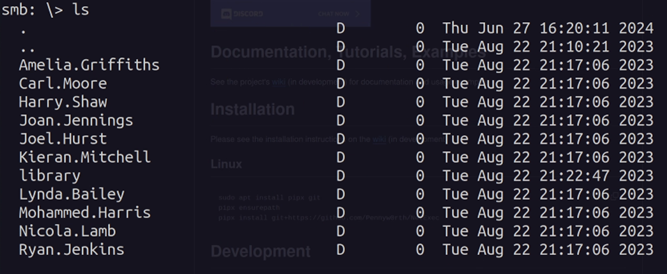 smb: \> ls
. D 0 Thu Jun 27 16:20:11 2024
.. D 0 Tue Aug 22 21:10:21 2023
Amelia.Griffiths D 0 Tue Aug 22 21:17:06 2023
Carl.Moore D 0 Tue Aug 22 21:17:06 2023
Harry.Shaw D 0 Tue Aug 22 21:17:06 2023
Joan.Jennings D 0 Tue Aug 22 21:17:06 2023
Joel.Hurst D 0 Tue Aug 22 21:17:06 2023
Kieran.Mitchell D 0 Tue Aug 22 21:17:06 2023
library D 0 Tue Aug 22 21:22:47 2023
Lynda.Bailey D 0 Tue Aug 22 21:17:06 2023
Mohammed.Harris D 0 Tue Aug 22 21:17:06 2023
Nicola.Lamb D 0 Tue Aug 22 21:17:06 2023
Ryan.Jenkins D 0 Tue Aug 22 21:17:06 2023
Documentation, Tutorials, Examples
Installation
Linux
Development